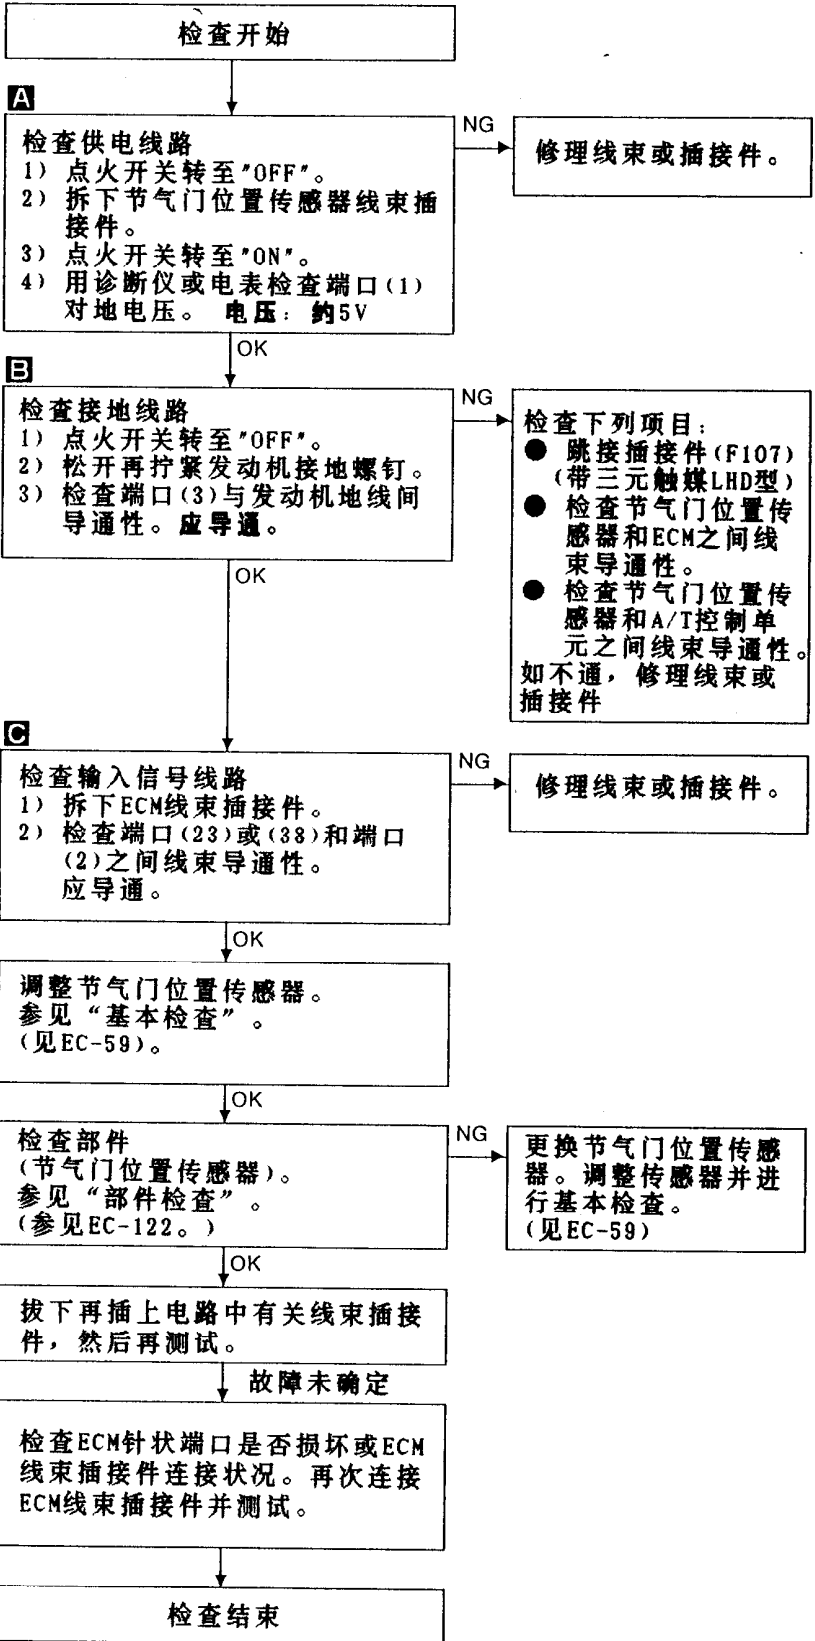 检查开始
A
检查供电线路
1) 点火开关转至"OFF"。
2) 拆下节气门位置传感器线束插
接件。
3) 点火开关转至"ON"。
4) 用诊断仪或电表检查端口(1)
对地电压。 电压: 约5V
NG
修理线束或插接件。
OK
B
检查接地线路
1) 点火开关转至"OFF"。
2) 松开再拧紧发动机接地螺钉。
3) 检查端口(3)与发动机地线间
导通性。应导通。
NG
检查下列项目:
● 跳接插接件(F107)
(带三元触媒LHD型)
● 检查节气门位置传
感器和ECM之间线
束导通性。
● 检查节气门位置传
感器和A/T控制单
元之间线束导通性。
如不通, 修理线束或
插接件
OK
C
检查输入信号线路
1) 拆下ECM线束插接件。
2) 检查端口(23)或(38)和端口
(2)之间线束导通性。
应导通。
NG
修理线束或插接件。
OK
调整节气门位置传感器。
参见“基本检查”。
(见EC-59)。
OK
检查部件
(节气门位置传感器)。
参见“部件检查”。
(参见EC-122。)
NG
更换节气门位置传感
器。调整传感器并进
行基本检查。
(见EC-59)
OK
拔下再插上电路中有关线束插接
件, 然后再测试。
故障未确定
检查ECM针状端口是否损坏或ECM
线束插接件连接状况。再次连接
ECM线束插接件并测试。
检查结束